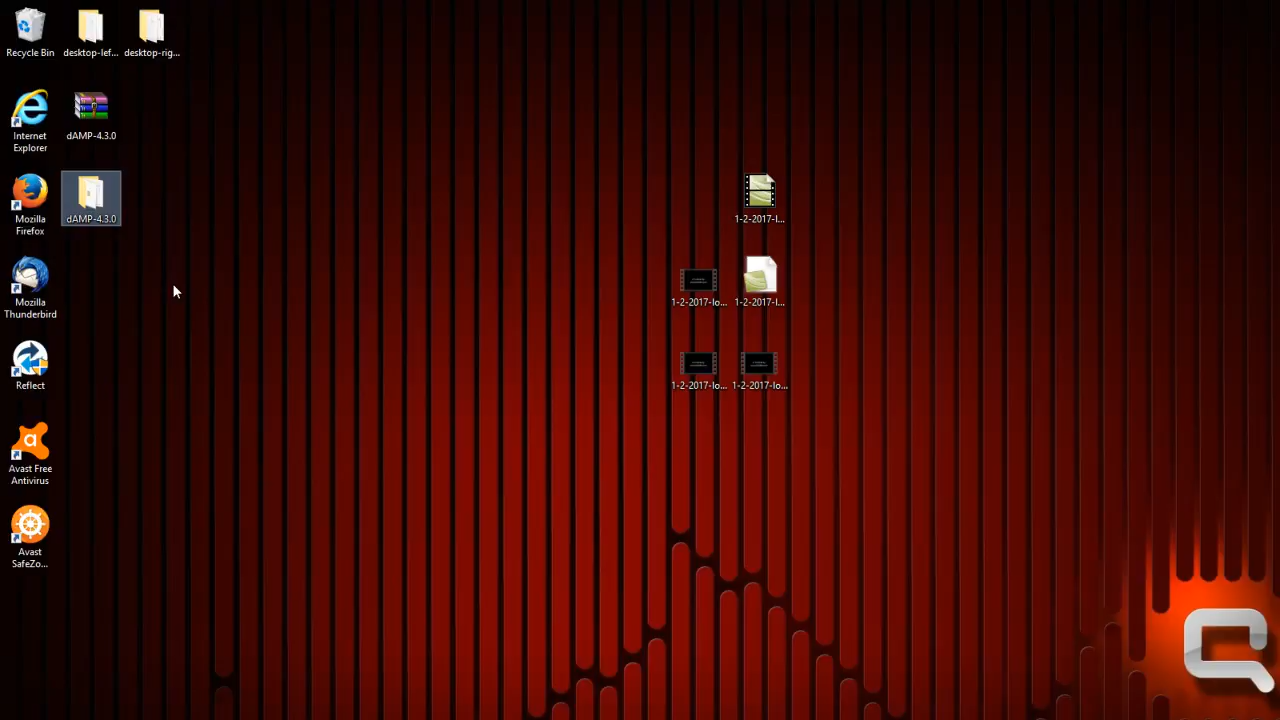 Recycle Bin
desktop-lef...
desktop-rig...
Internet
Explorer
dAMP-4.3.0
Mozilla
Firefox
dAMP-4.3.0
1-2-2017-l...
Mozilla
Thunderbird
1-2-2017-lo...
1-2-2017-l...
Reflect
1-2-2017-lo...
1-2-2017-lo...
Avast Free
Antivirus
Avast
SafeZo...